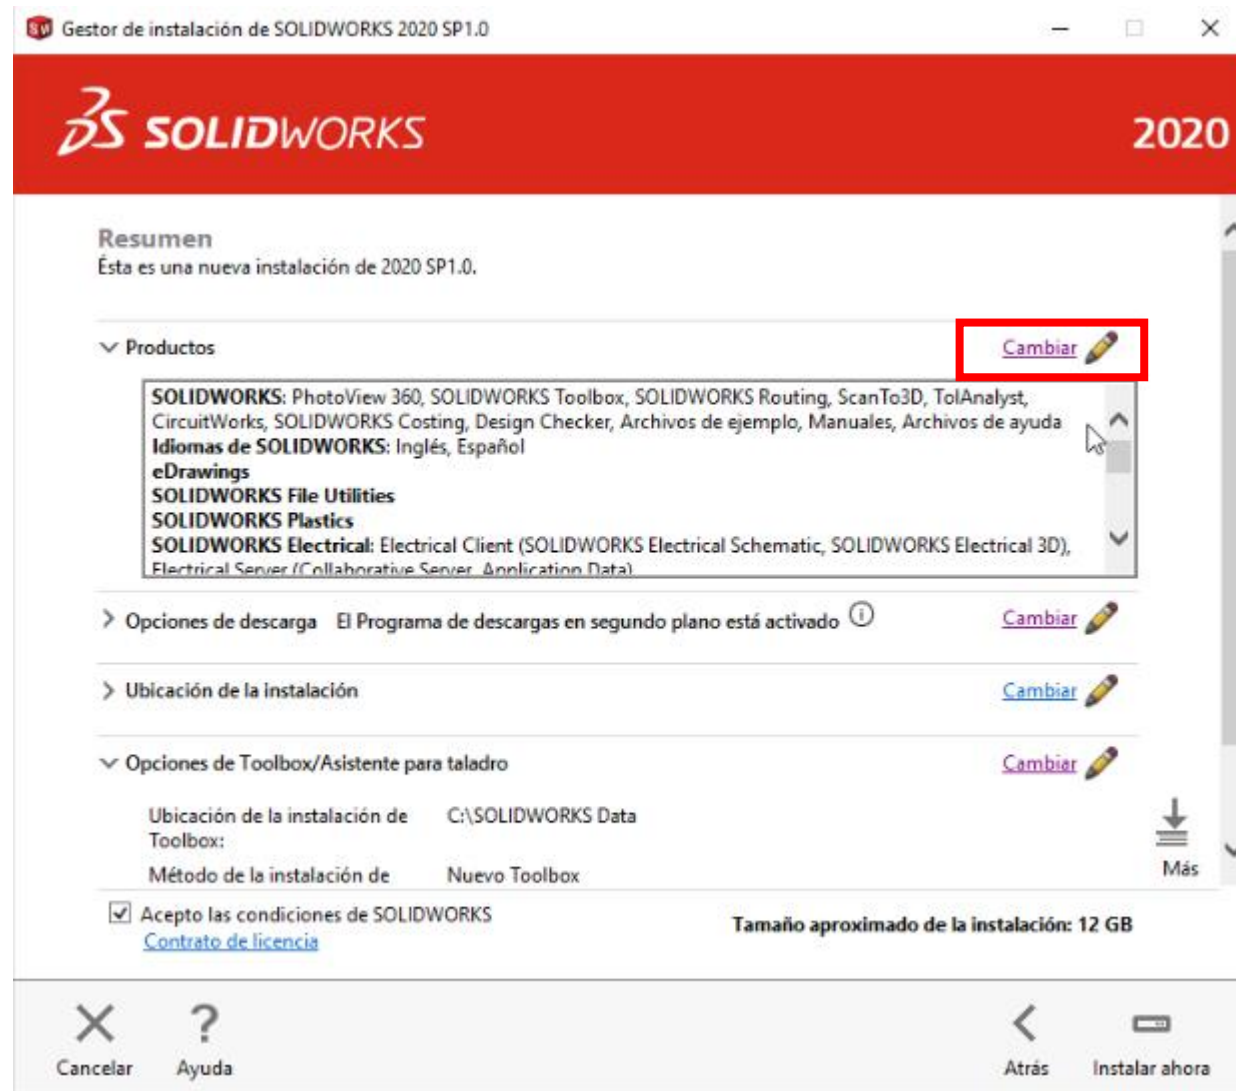 Gestor de instalación de SOLIDWORKS 2020 SP1.0
SOLIDWORKS
2020
Resumen
Ésta es una nueva instalación de 2020 SP1.0.
Productos
Cambiar
SOLIDWORKS: PhotoView 360, SOLIDWORKS Toolbox, SOLIDWORKS Routing, ScanTo3D, TolAnalyst,
CircuitWorks, SOLIDWORKS Costing, Design Checker, Archivos de ejemplo, Manuales, Archivos de ayuda
Idiomas de SOLIDWORKS: Inglés, Español
eDrawings
SOLIDWORKS File Utilities
SOLIDWORKS Plastics
SOLIDWORKS Electrical: Electrical Client (SOLIDWORKS Electrical Schematic, SOLIDWORKS Electrical 3D),
Electrical Server (Collaborative Server, Application Data)
Opciones de descarga El Programa de descargas en segundo plano está activado
Cambiar
Ubicación de la instalación
Cambiar
Opciones de Toolbox/Asistente para taladro
Cambiar
Ubicación de la instalación de C:\SOLIDWORKS Data
Toolbox:
Método de la instalación de Nuevo Toolbox
Más
Acepto las condiciones de SOLIDWORKS
Contrato de licencia
Tamaño aproximado de la instalación: 12 GB
Cancelar
Ayuda
Atrás
Instalar ahora